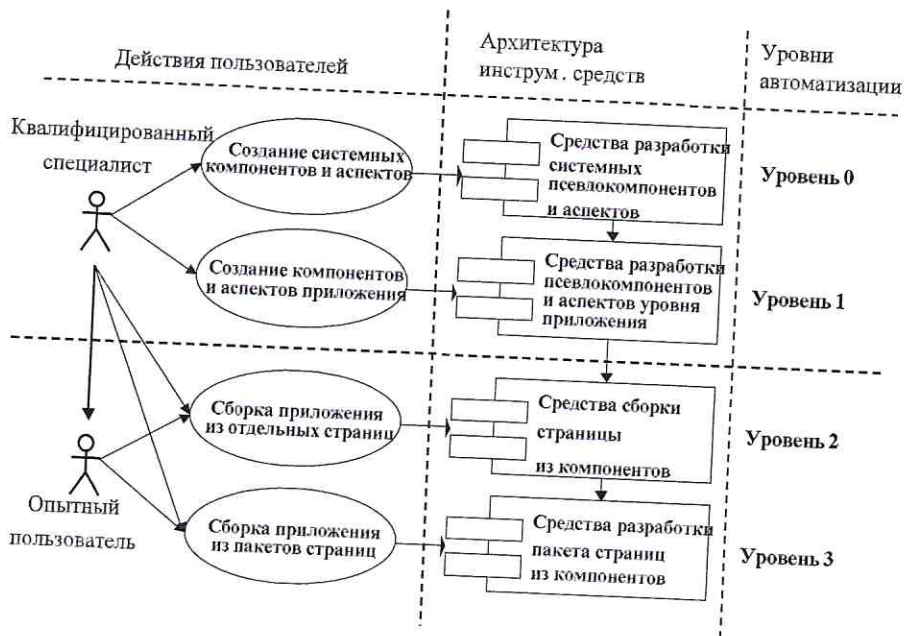 Действия пользователей
Архитектура
инструм. средств
Уровни
автоматизации
Квалифицированный
специалист
Создание системных
компонентов и аспектов
Средства разработки
системных
псевлокомпонентов
и аспектов
Уровень 0
Создание компонентов
и аспектов приложения
Средства разработки
псевлокомпонентов
и аспектов уровня
приложения
Уровень 1
Сборка приложения
из отдельных страниц
Средства сборки
страницы
из компонентов
Уровень 2
Опытный
пользователь
Сборка приложения
из пакетов страниц
Средства разработки
пакета страниц
из компонентов
Уровень 3